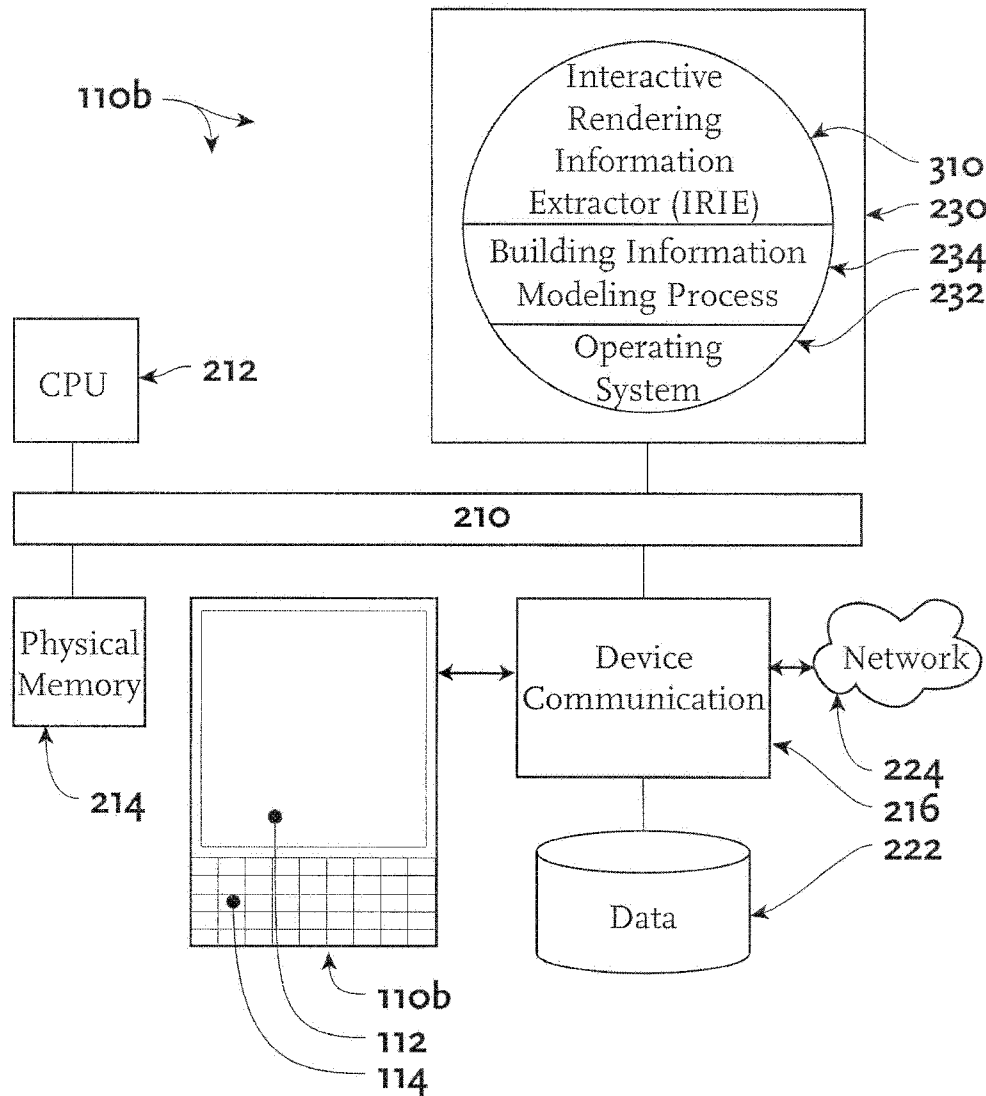 110b
Interactive
Rendering
Information
Extractor (IRIE)
Building Information
Modeling Process
Operating
System
310
230
234
232
CPU
212
210
Physical
Memory
214
Device
Communication
Network
224
216
222
Data
110b
112
114